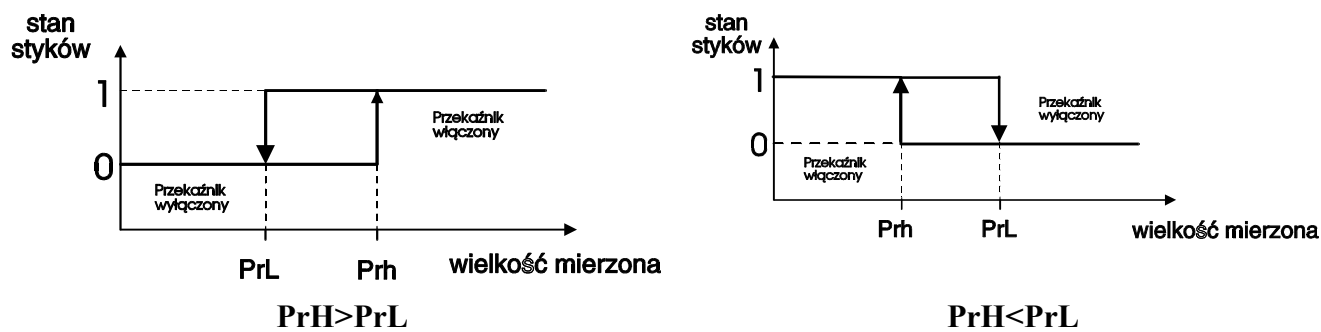 stan
styków
1
0
Przekaźnik
włączony
Przekaźnik
wyłączony
PrL
Prh
wielkość mierzona
PrH>PrL
stan
styków
1
0
Przekaźnik
wyłączony
Przekaźnik
włączony
Prh
PrL
wielkość mierzona
PrH<PrL